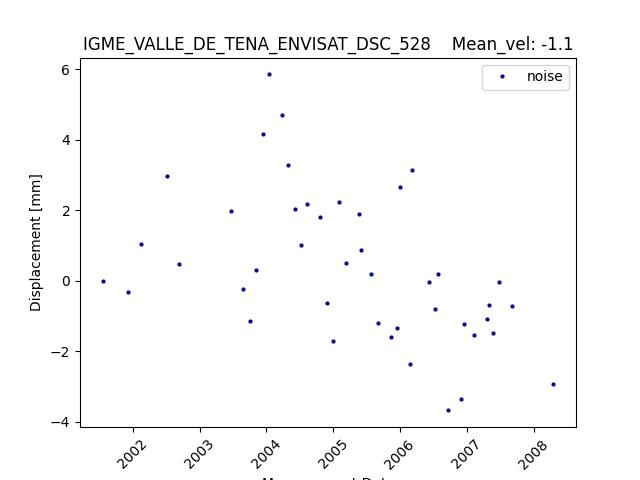 IGME_VALLE_DE_TENA_ENVISAT_DSC_528    Mean_vel: -1.1
noise
6
4
2
0
−2
−4
Displacement [mm]
2002 2003 2004 2005 2006 2007 2008